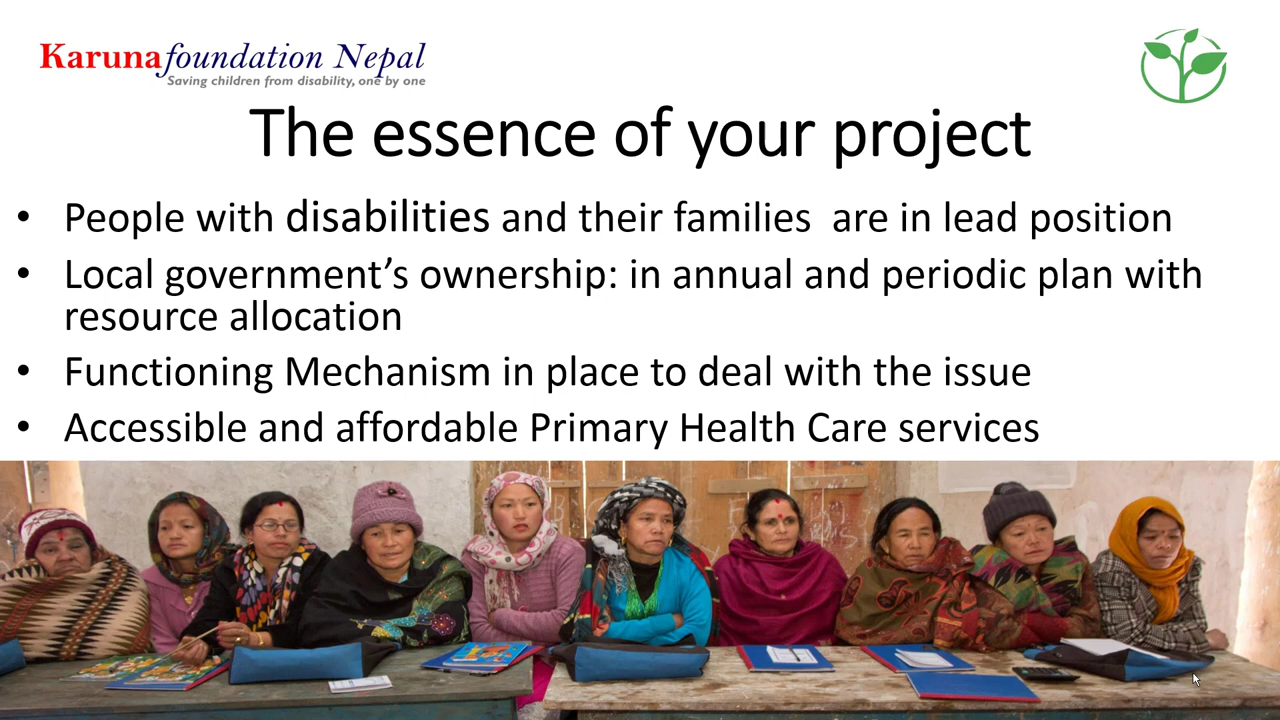 Karunafoundation Nepal
Saving children from disability, one by one
The essence of your project
• People with disabilities and their families  are in lead position
• Local government’s ownership: in annual and periodic plan with
resource allocation
• Functioning Mechanism in place to deal with the issue
• Accessible and affordable Primary Health Care services